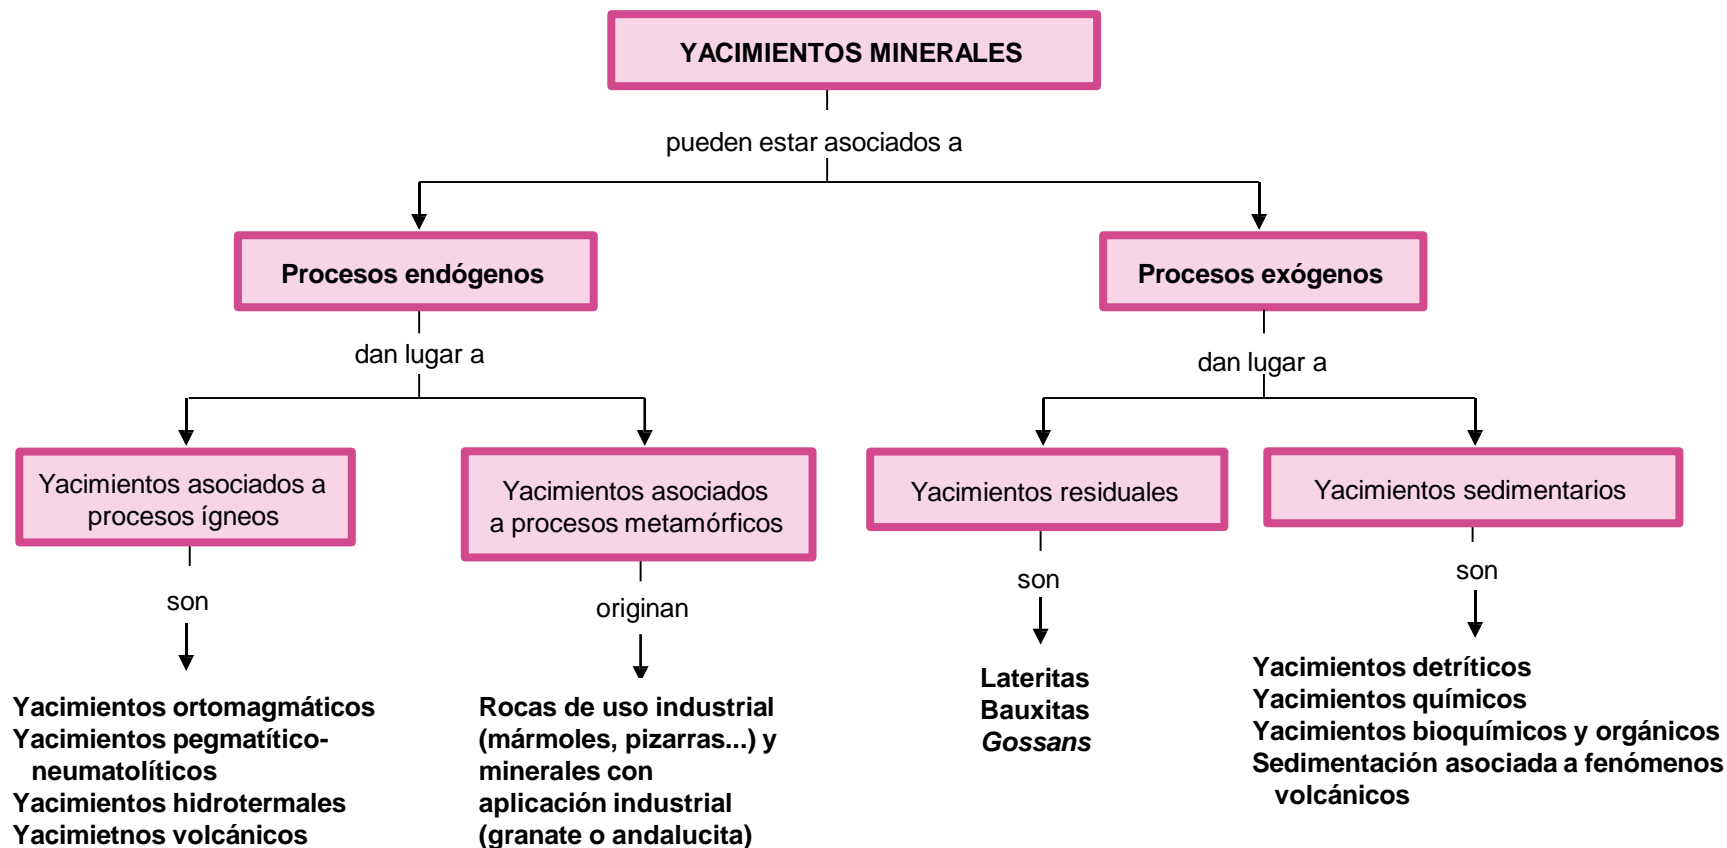 YACIMIENTOS MINERALES
pueden estar asociados a
Procesos endógenos
Procesos exógenos
dan lugar a
dan lugar a
Yacimientos asociados a
procesos ígneos
Yacimientos asociados
a procesos metamórficos
Yacimientos residuales
Yacimientos sedimentarios
son
originan
son
son
Yacimientos ortomagmáticos
Yacimientos pegmatítico-
neumatolíticos
Yacimientos hidrotermales
Yacimietnos volcánicos
Rocas de uso industrial
(mármoles, pizarras...) y
minerales con
aplicación industrial
(granate o andalucita)
Lateritas
Bauxitas
Gossans
Yacimientos detríticos
Yacimientos químicos
Yacimientos bioquímicos y orgánicos
Sedimentación asociada a fenómenos
volcánicos